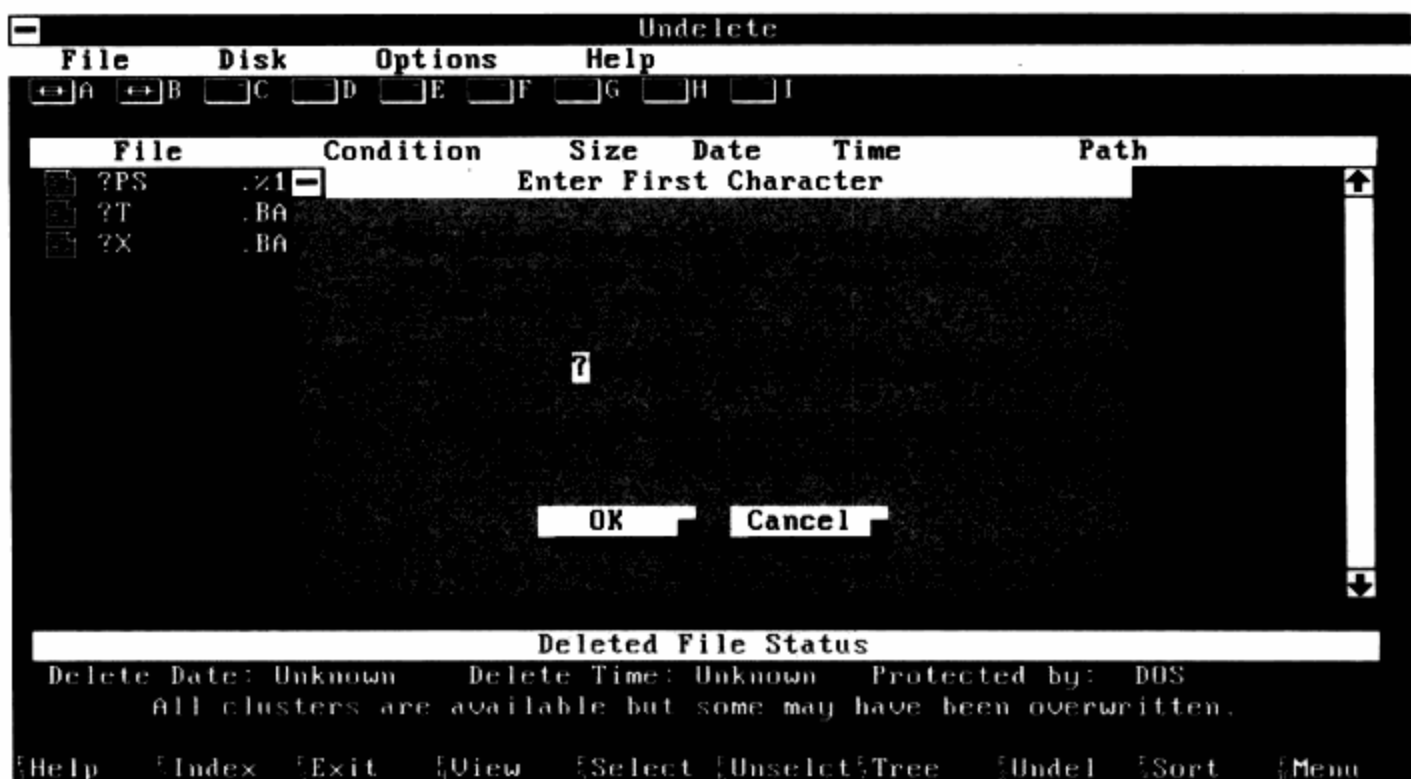 Undelete
File Disk Options Help
A B C D E F G H I
File Condition Size Date Time Path
?PS .%1
Enter First Character
?T .BA
?X .BA
?
OK Cancel
Deleted File Status
Delete Date: Unknown Delete Time: Unknown Protected by: DOS
All clusters are available but some may have been overwritten.
Help Index Exit View Select Unselct Tree Undel Sort Menu